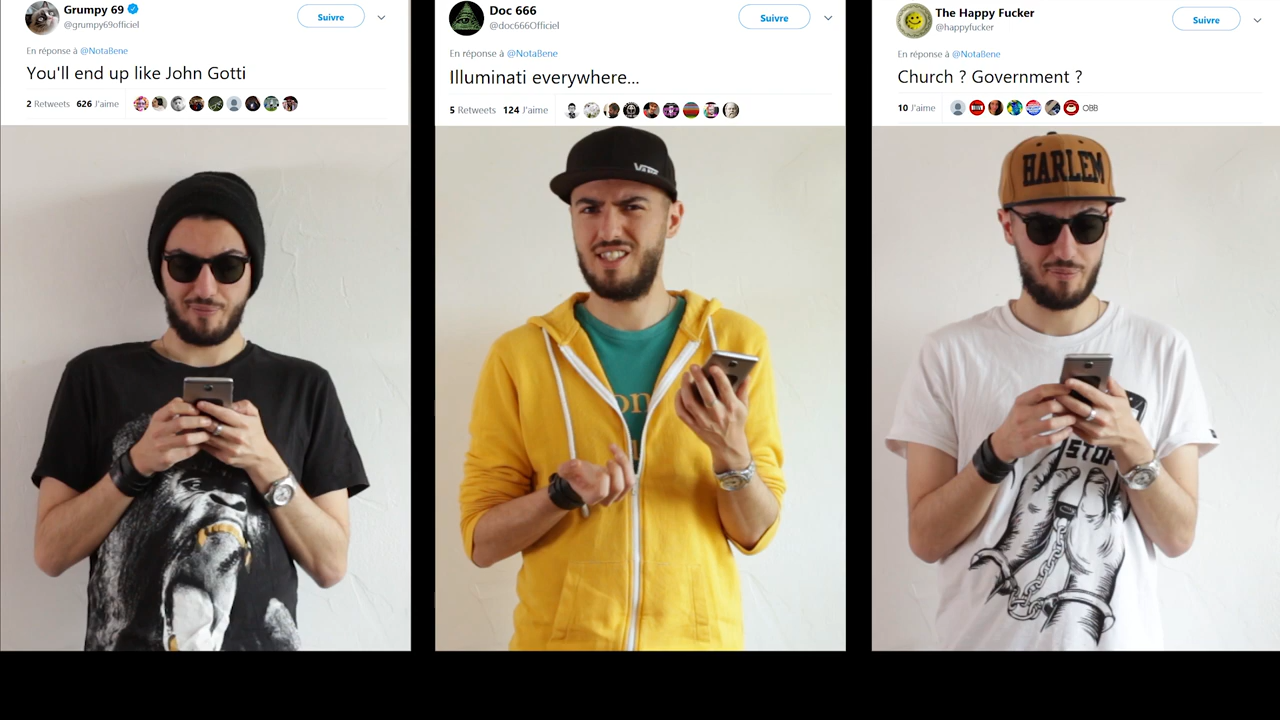 Grumpy 69
@grumpy69officiel
Suivre
En réponse à @NotaBene
You'll end up like John Gotti
2 Retweets 626 J'aime
Doc 666
@doc666Officiel
Suivre
En réponse à @NotaBene
Illuminati everywhere...
5 Retweets 124 J'aime
The Happy Fucker
@happyfucker
Suivre
En réponse à @NotaBene
Church ? Government ?
10 J'aime
OBB
HARLEM
STOP